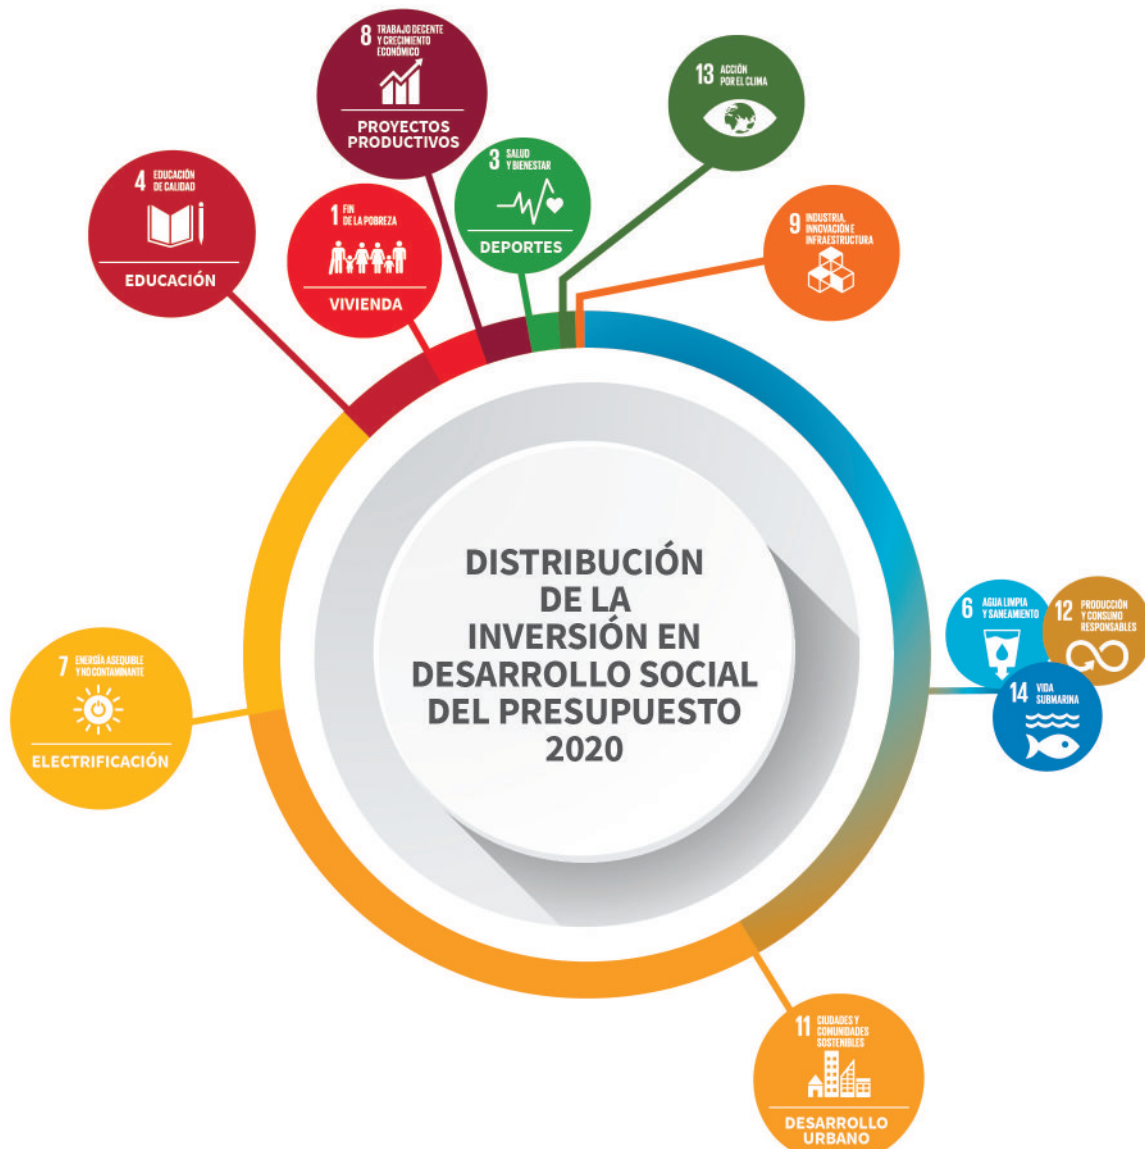 8 TRABAJO DECENTE
Y CRECIMIENTO
ECONÓMICO
PROYECTOS
PRODUCTIVOS
13 ACCIÓN
POR EL CLIMA
3 SALUD
Y BIENESTAR
DEPORTES
4 EDUCACIÓN
DE CALIDAD
EDUCACIÓN
1 FIN
DE LA POBREZA
VIVIENDA
9 INDUSTRIA,
INNOVACIÓN E
INFRAESTRUCTURA
DISTRIBUCIÓN
DE LA
INVERSIÓN EN
DESARROLLO SOCIAL
DEL PRESUPUESTO
2020
6 AGUA LIMPIA
Y SANEAMIENTO
12 PRODUCCIÓN
Y CONSUMO
RESPONSABLES
14 VIDA
SUBMARINA
7 ENERGÍA ASEQUIBLE
Y NO CONTAMINANTE
ELECTRIFICACIÓN
11 CIUDADES Y
COMUNIDADES
SOSTENIBLES
DESARROLLO
URBANO